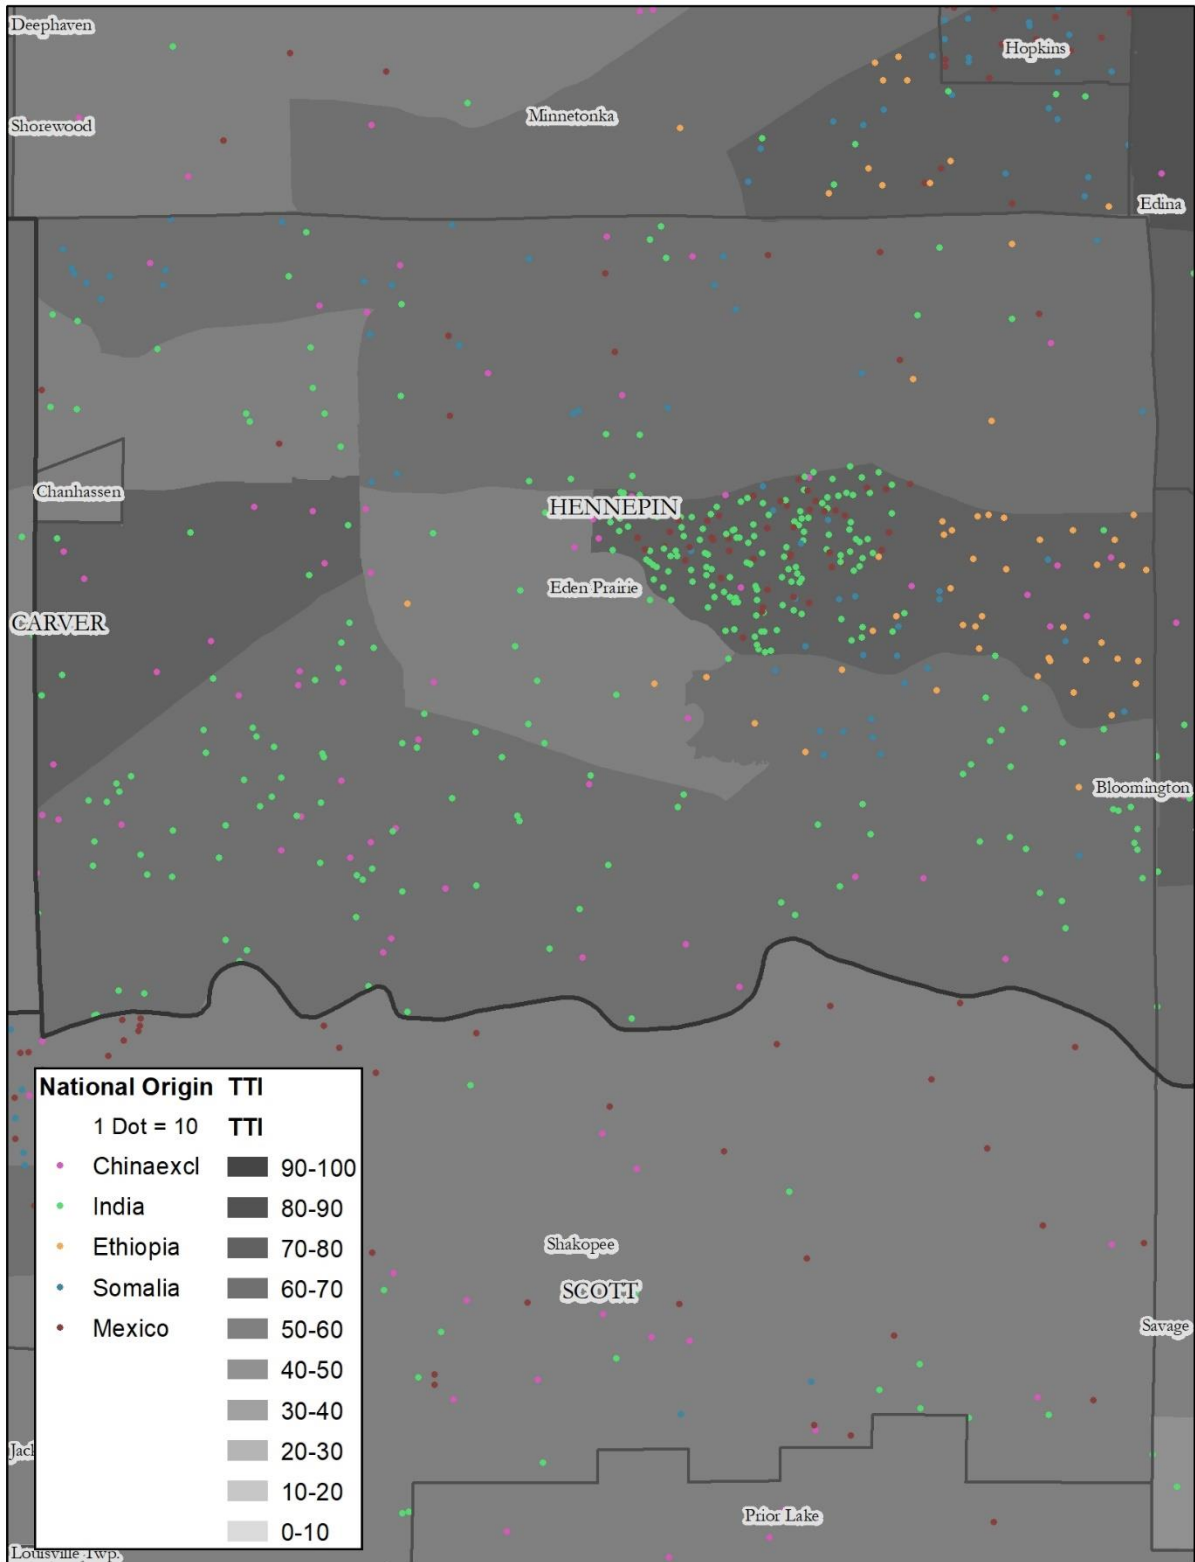 Deephaven
Hopkins
Minnetonka
Shorewood
Edina
Chanhassen
HENNEPIN
Eden Prairie
CARVER
Bloomington
National Origin TTI
1 Dot = 10 TTI
Chinaexcl 90-100
India 80-90
Ethiopia 70-80
Somalia 60-70
Mexico 50-60
40-50
30-40
20-30
10-20
0-10
Shakopee
SCOTT
Savage
Jack
Prior Lake
Louisville Twp.